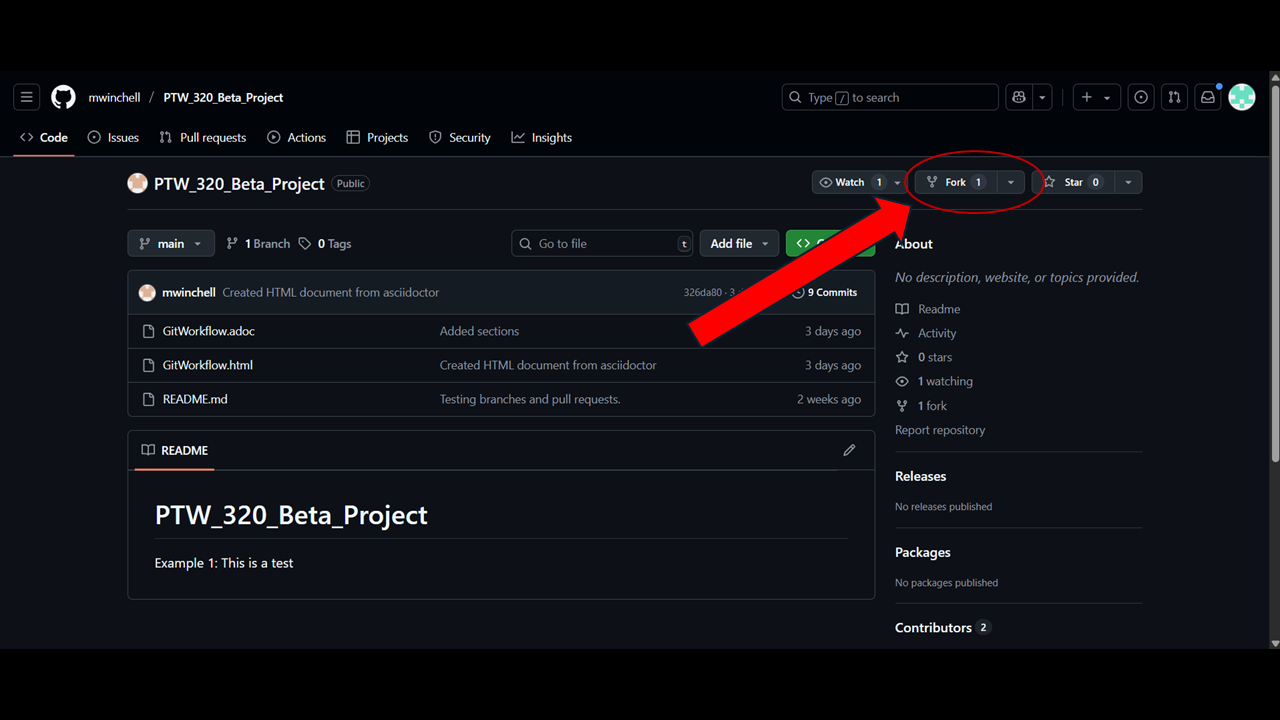 mwinchell / PTW_320_Beta_Project
Type / to search
Code Issues Pull requests Actions Projects Security Insights
PTW_320_Beta_Project Public
Watch 1 Fork 1 Star 0
main 1 Branch 0 Tags Go to file t Add file
mwinchell Created HTML document from asciidoctor 326da80 · 3 9 Commits
GitWorkflow.adoc Added sections 3 days ago
GitWorkflow.html Created HTML document from asciidoctor 3 days ago
README.md Testing branches and pull requests. 2 weeks ago
README
PTW_320_Beta_Project
Example 1: This is a test
About
No description, website, or topics provided.
Readme
Activity
0 stars
1 watching
1 fork
Report repository
Releases
No releases published
Packages
No packages published
Contributors 2